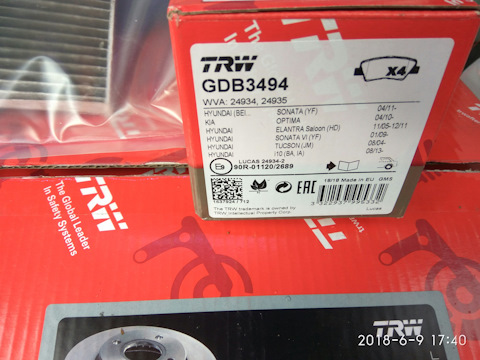 TRW
GDB3494
X4
WVA: 24934, 24935
HYUNDAI (BEI... SONATA (YF) 04/11-
KIA OPTIMA 04/10-
HYUNDAI ELANTRA Saloon (HD) 11/05-12/11
HYUNDAI SONATA VI (YF) 01/09-
HYUNDAI TUCSON (JM) 08/04-
HYUNDAI i10 (BA, IA) 08/13-
LUCAS 24934-2
90R-01120/2689
18/18 Made in EU GMS
EAC
The TRW trademark is owned by
TRW Intellectual Property Corp.
Lucas
TRW
The Global Leader
in Safety Systems
TRW
2018-6-9 17:40